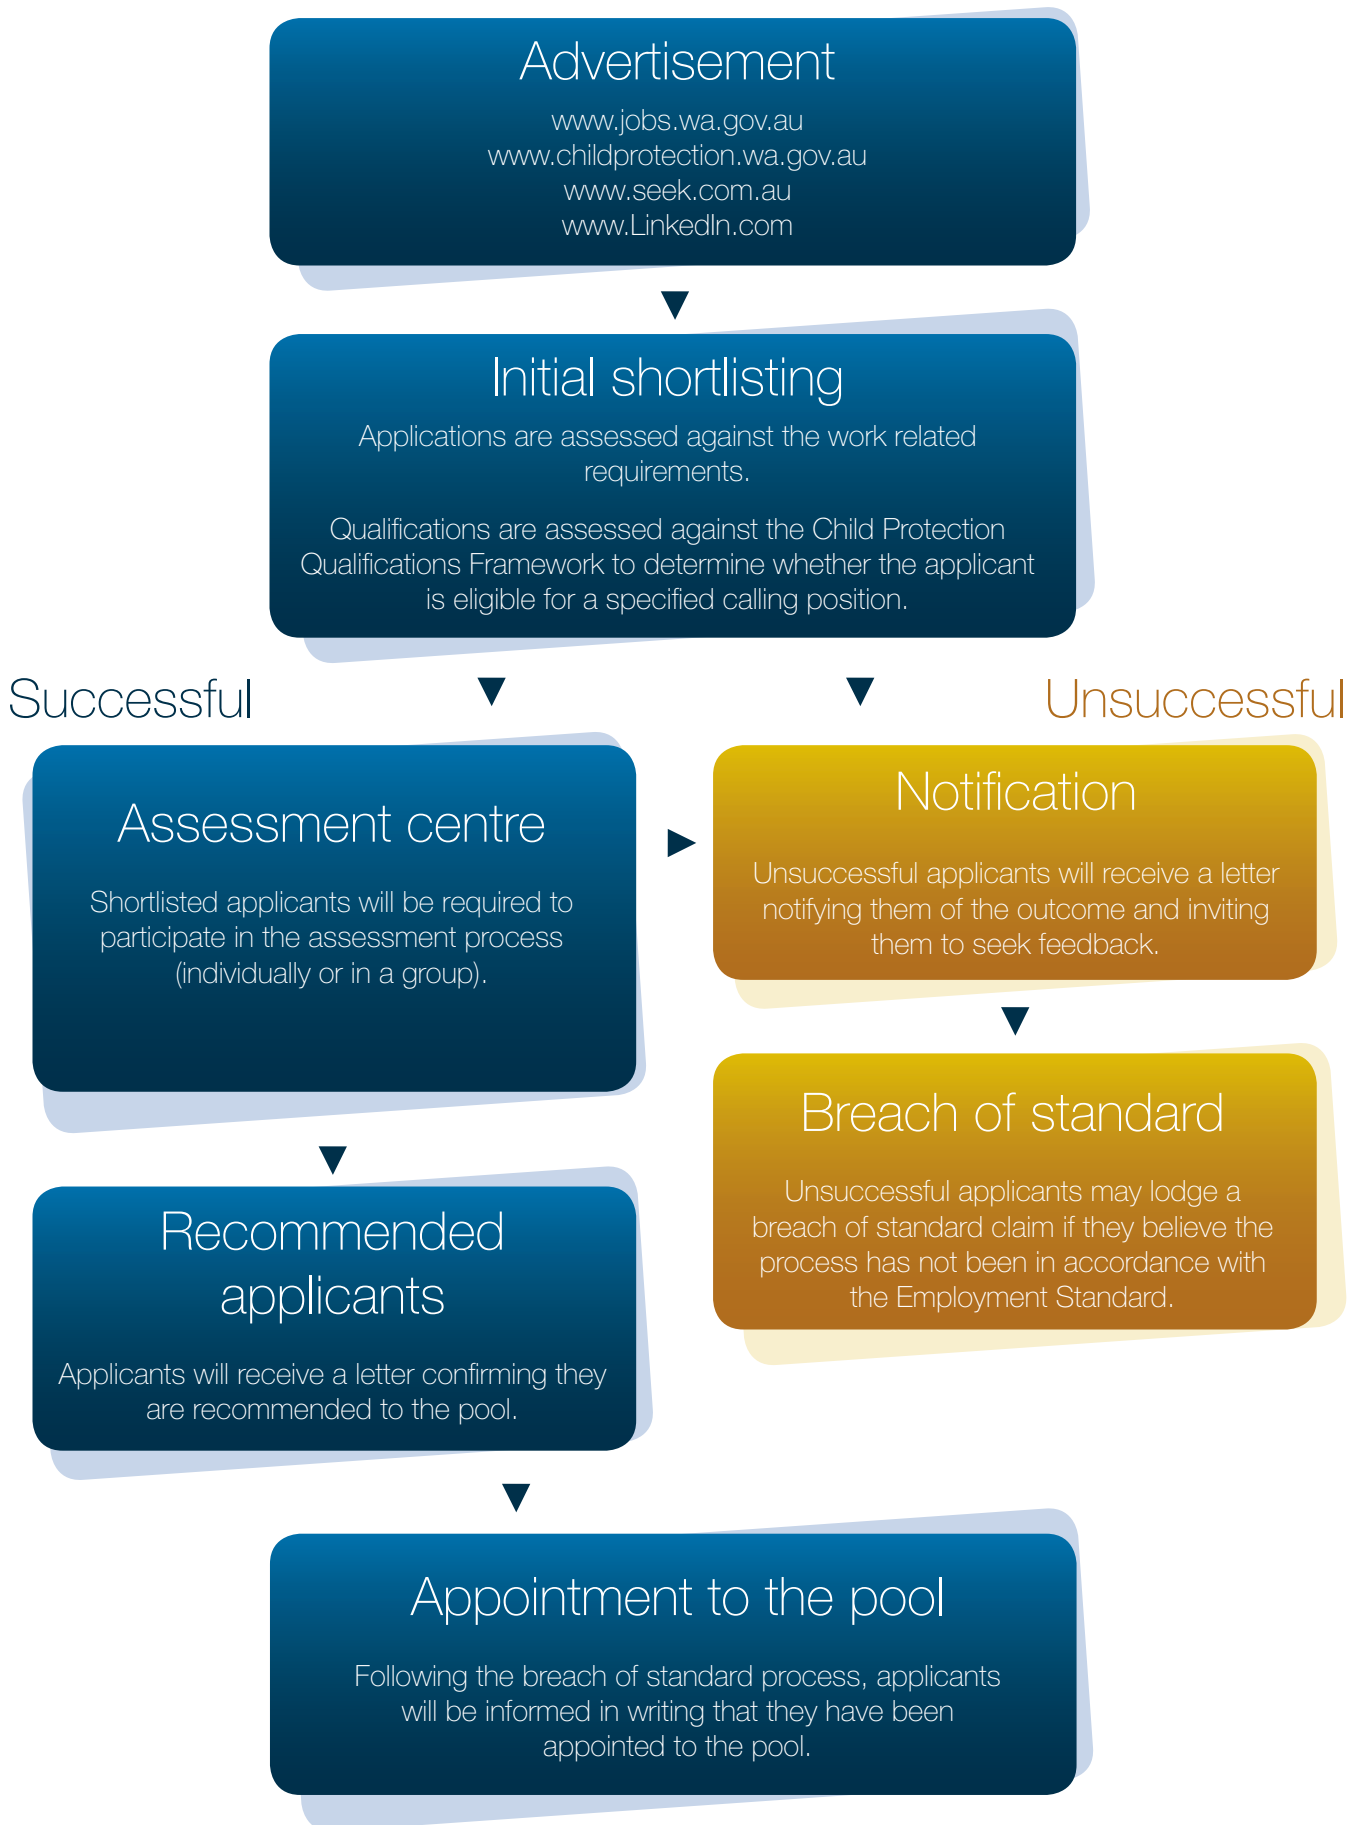 Advertisement
www.jobs.wa.gov.au
www.childprotection.wa.gov.au
www.seek.com.au
www.LinkedIn.com
Initial shortlisting
Applications are assessed against the work related
requirements.
Qualifications are assessed against the Child Protection
Qualifications Framework to determine whether the applicant
is eligible for a specified calling position.
Successful
Unsuccessful
Assessment centre
Shortlisted applicants will be required to
participate in the assessment process
(individually or in a group).
Notification
Unsuccessful applicants will receive a letter
notifying them of the outcome and inviting
them to seek feedback.
Breach of standard
Unsuccessful applicants may lodge a
breach of standard claim if they believe the
process has not been in accordance with
the Employment Standard.
Recommended
applicants
Applicants will receive a letter confirming they
are recommended to the pool.
Appointment to the pool
Following the breach of standard process, applicants
will be informed in writing that they have been
appointed to the pool.